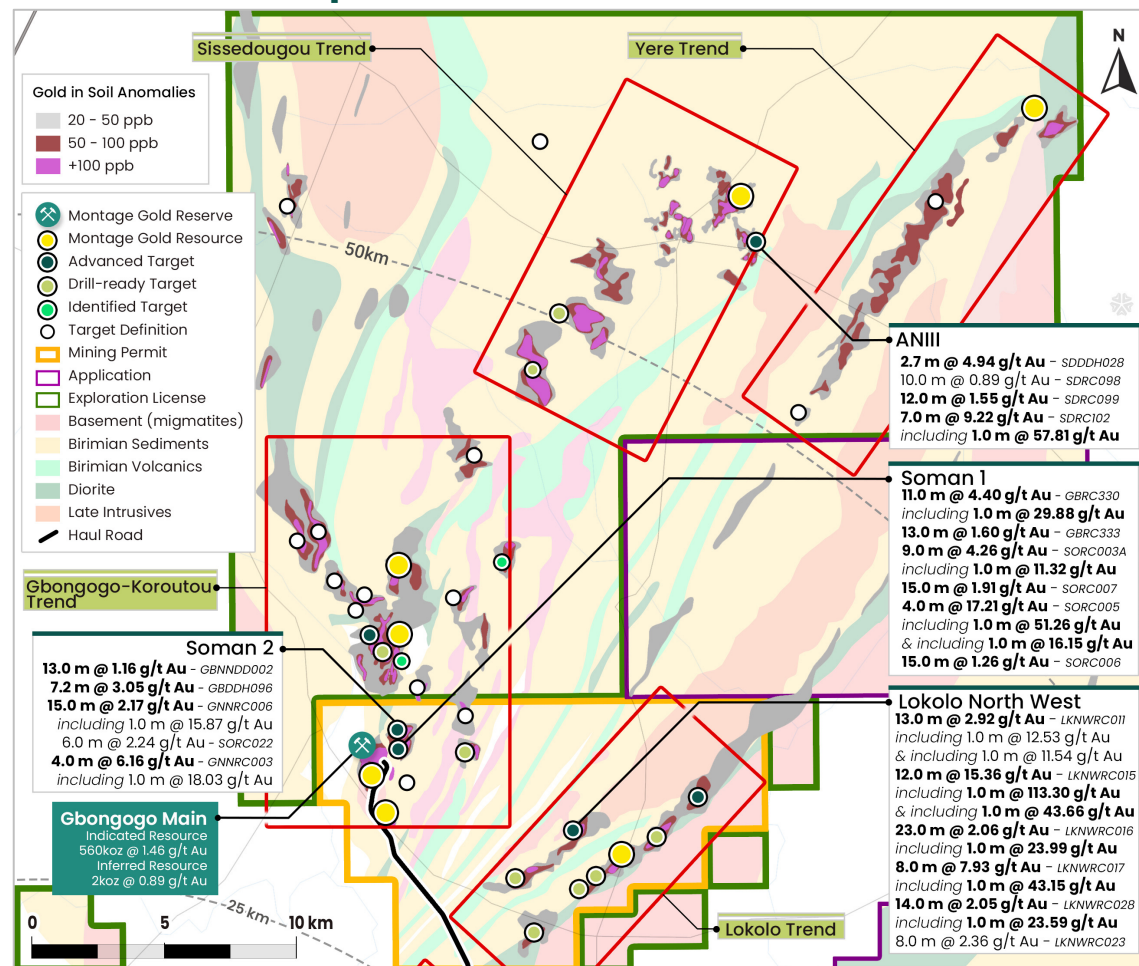 Sissedougou Trend
Yere Trend
N
Gold in Soil Anomalies
20 - 50 ppb
50 - 100 ppb
+100 ppb
Montage Gold Reserve
Montage Gold Resource
Advanced Target
Drill-ready Target
Identified Target
Target Definition
Mining Permit
Application
Exploration License
Basement (migmatites)
Birimian Sediments
Birimian Volcanics
Diorite
Late Intrusives
Haul Road
50km
ANIII
2.7 m @ 4.94 g/t Au - SDDDH028
10.0 m @ 0.89 g/t Au - SDRC098
12.0 m @ 1.55 g/t Au - SDRC099
7.0 m @ 9.22 g/t Au - SDRC102
including 1.0 m @ 57.81 g/t Au
Soman 1
11.0 m @ 4.40 g/t Au - GBRC330
including 1.0 m @ 29.88 g/t Au
13.0 m @ 1.60 g/t Au - GBRC333
9.0 m @ 4.26 g/t Au - SORC003A
including 1.0 m @ 11.32 g/t Au
15.0 m @ 1.91 g/t Au - SORC007
4.0 m @ 17.21 g/t Au - SORC005
including 1.0 m @ 51.26 g/t Au
& including 1.0 m @ 16.15 g/t Au
15.0 m @ 1.26 g/t Au - SORC006
Gbongogo-Koroutou
Trend
Soman 2
13.0 m @ 1.16 g/t Au - GBNNDD002
7.2 m @ 3.05 g/t Au - GBDDH096
15.0 m @ 2.17 g/t Au - GNNRC006
including 1.0 m @ 15.87 g/t Au
6.0 m @ 2.24 g/t Au - SORC022
4.0 m @ 6.16 g/t Au - GNNRC003
including 1.0 m @ 18.03 g/t Au
Lokolo North West
13.0 m @ 2.92 g/t Au - LKNWRC011
including 1.0 m @ 12.53 g/t Au
& including 1.0 m @ 11.54 g/t Au
12.0 m @ 15.36 g/t Au - LKNWRC015
including 1.0 m @ 113.30 g/t Au
& including 1.0 m @ 43.66 g/t Au
23.0 m @ 2.06 g/t Au - LKNWRC016
including 1.0 m @ 23.99 g/t Au
8.0 m @ 7.93 g/t Au - LKNWRC017
including 1.0 m @ 43.15 g/t Au
14.0 m @ 2.05 g/t Au - LKNWRC028
including 1.0 m @ 23.59 g/t Au
8.0 m @ 2.36 g/t Au - LKNWRC023
Gbongogo Main
Indicated Resource
560koz @ 1.46 g/t Au
Inferred Resource
2koz @ 0.89 g/t Au
25 km
0 5 10 km
Lokolo Trend